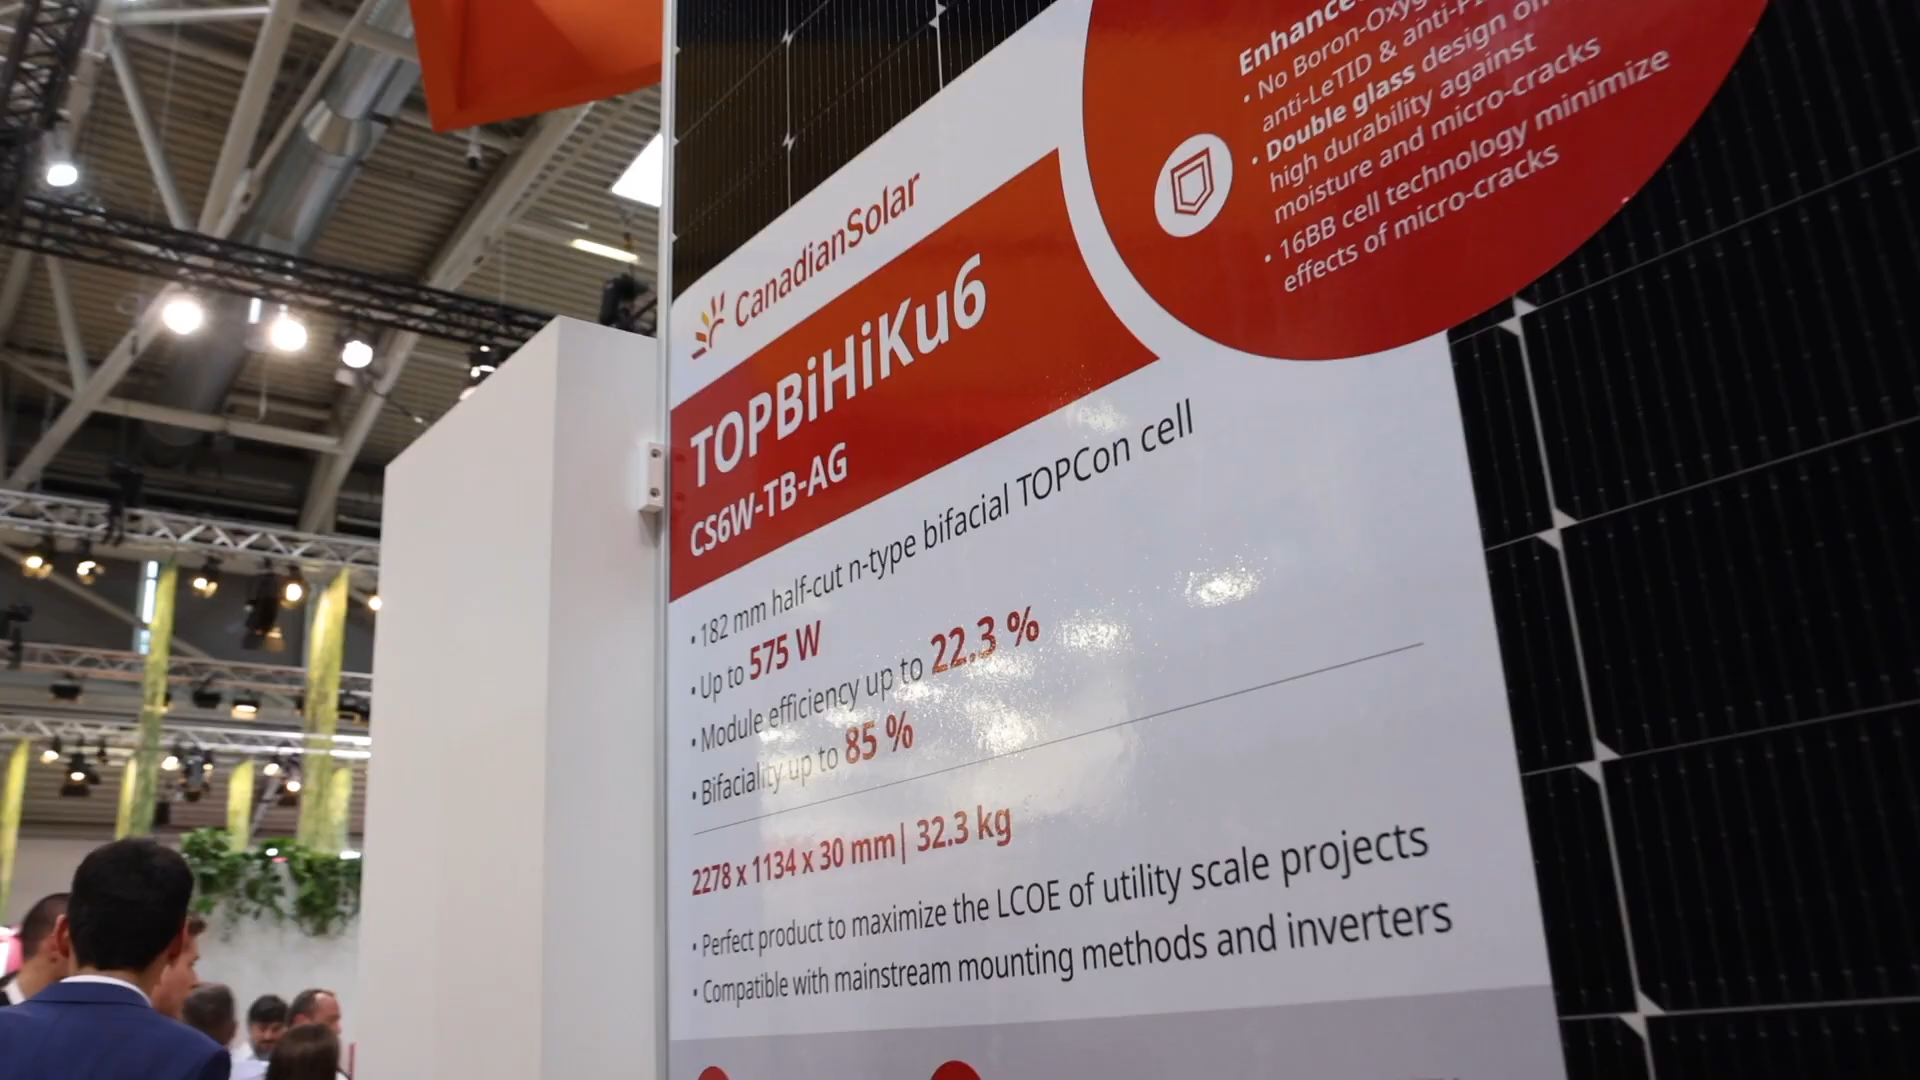 Enhance
• No Boron-Oxyg
anti-LeTID & anti-P
• Double glass design on
high durability against
moisture and micro-cracks
• 16BB cell technology minimize
effects of micro-cracks
CanadianSolar
TOPBiHiKu6
CS6W-TB-AG
• 182 mm half-cut n-type bifacial TOPCon cell
• Up to 575 W
• Module efficiency up to 22.3 %
• Bifaciality up to 85 %
2278 x 1134 x 30 mm | 32.3 kg
• Perfect product to maximize the LCOE of utility scale projects
• Compatible with mainstream mounting methods and inverters